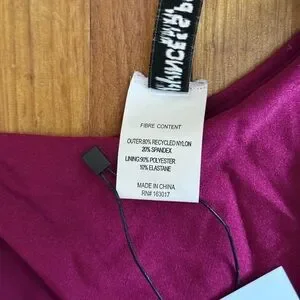 FIBRE CONTENT
OUTER:80% RECYCLED NYLON
20% SPANDEX
LINING:90% POLYESTER
10% ELASTANE
MADE IN CHINA
RN# 163017